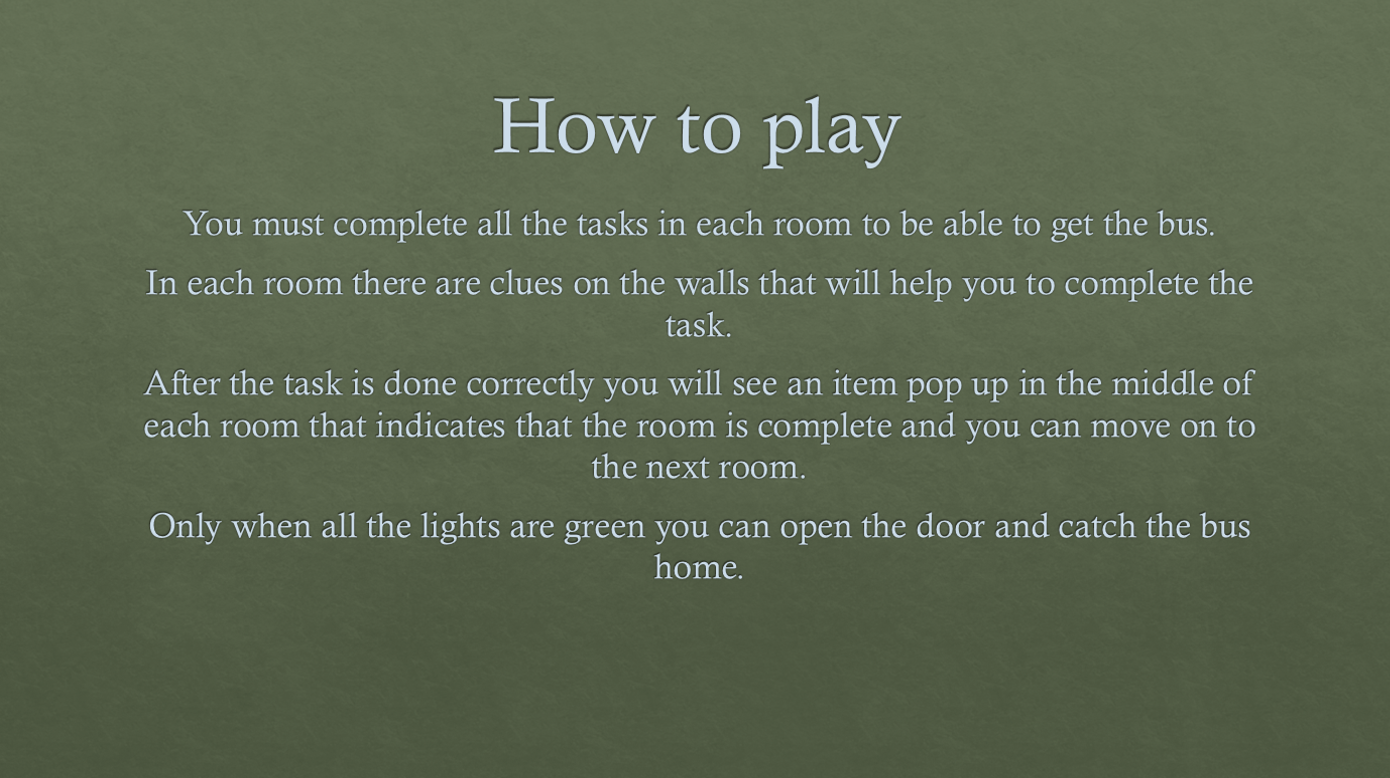 How to play
You must complete all the tasks in each room to be able to get the bus.
In each room there are clues on the walls that will help you to complete the
task.
After the task is done correctly you will see an item pop up in the middle of
each room that indicates that the room is complete and you can move on to
the next room.
Only when all the lights are green you can open the door and catch the bus
home.